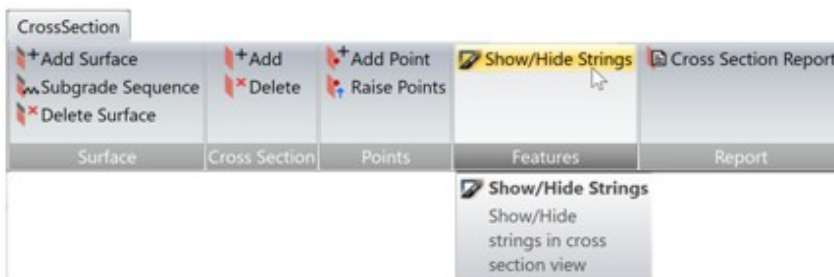 CrossSection
Add Surface
Subgrade Sequence
Delete Surface
Surface
Add
Delete
Cross Section
Add Point
Raise Points
Points
Show/Hide Strings
Features
Cross Section Report
Report
Show/Hide Strings
Show/Hide
strings in cross
section view